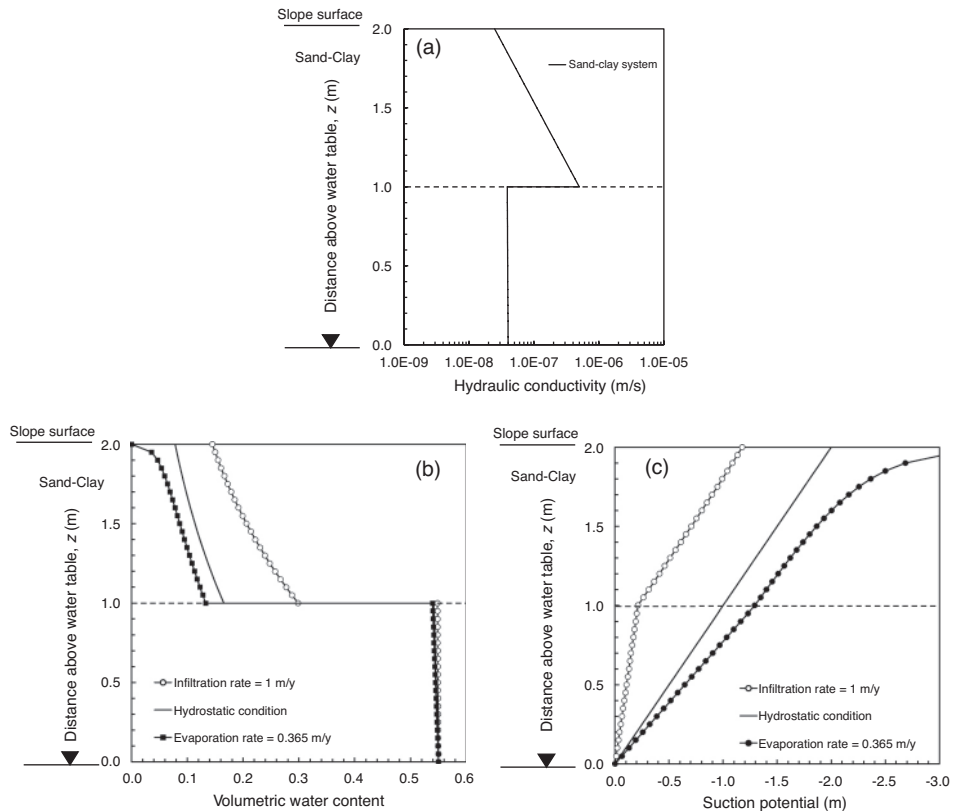 Slope surface
Sand-Clay
Distance above water table, z (m)
(a)
Sand-clay system
2.0
1.5
1.0
0.5
0.0
1.0E-09
1.0E-08
1.0E-07
1.0E-06
1.0E-05
Hydraulic conductivity (m/s)
Slope surface
Sand-Clay
Distance above water table, z (m)
(b)
2.0
1.5
1.0
0.5
0.0
Infiltration rate = 1 m/y
Hydrostatic condition
Evaporation rate = 0.365 m/y
0.0
0.1
0.2
0.3
0.4
0.5
0.6
Volumetric water content
Slope surface
Sand-Clay
Distance above water table, z (m)
(c)
2.0
1.5
1.0
0.5
0.0
Infiltration rate = 1 m/y
Hydrostatic condition
Evaporation rate = 0.365 m/y
0.0
-0.5
-1.0
-1.5
-2.0
-2.5
-3.0
Suction potential (m)